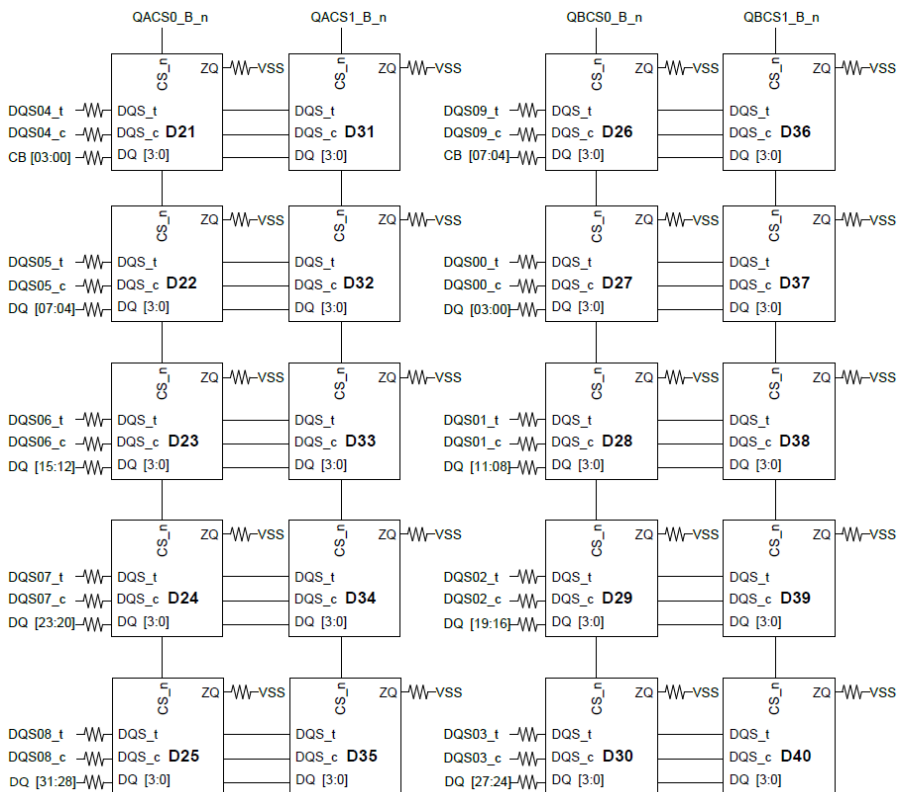 QACS0_B_n QACS1_B_n QBCS0_B_n QBCS1_B_n
CS_n ZQ VSS CS_n ZQ VSS CS_n ZQ VSS CS_n ZQ VSS
DQS04_t DQS_t DQS_t DQS09_t DQS_t DQS_t
DQS04_c DQS_c D21 DQS_c D31 DQS09_c DQS_c D26 DQS_c D36
CB [03:00] DQ [3:0] DQ [3:0] CB [07:04] DQ [3:0] DQ [3:0]
CS_n ZQ VSS CS_n ZQ VSS CS_n ZQ VSS CS_n ZQ VSS
DQS05_t DQS_t DQS_t DQS00_t DQS_t DQS_t
DQS05_c DQS_c D22 DQS_c D32 DQS00_c DQS_c D27 DQS_c D37
DQ [07:04] DQ [3:0] DQ [3:0] DQ [03:00] DQ [3:0] DQ [3:0]
CS_n ZQ VSS CS_n ZQ VSS CS_n ZQ VSS CS_n ZQ VSS
DQS06_t DQS_t DQS_t DQS01_t DQS_t DQS_t
DQS06_c DQS_c D23 DQS_c D33 DQS01_c DQS_c D28 DQS_c D38
DQ [15:12] DQ [3:0] DQ [3:0] DQ [11:08] DQ [3:0] DQ [3:0]
CS_n ZQ VSS CS_n ZQ VSS CS_n ZQ VSS CS_n ZQ VSS
DQS07_t DQS_t DQS_t DQS02_t DQS_t DQS_t
DQS07_c DQS_c D24 DQS_c D34 DQS02_c DQS_c D29 DQS_c D39
DQ [23:20] DQ [3:0] DQ [3:0] DQ [19:16] DQ [3:0] DQ [3:0]
CS_n ZQ VSS CS_n ZQ VSS CS_n ZQ VSS CS_n ZQ VSS
DQS08_t DQS_t DQS_t DQS03_t DQS_t DQS_t
DQS08_c DQS_c D25 DQS_c D35 DQS03_c DQS_c D30 DQS_c D40
DQ [31:28] DQ [3:0] DQ [3:0] DQ [27:24] DQ [3:0] DQ [3:0]